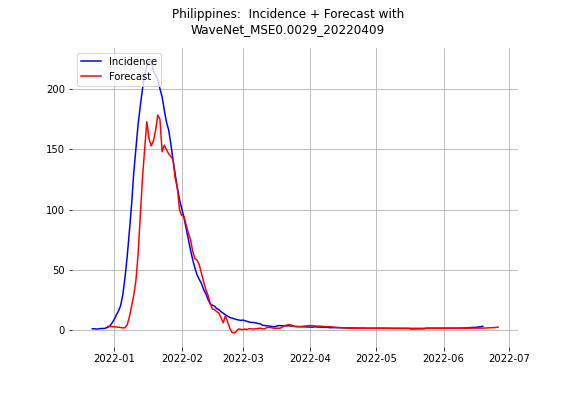 Philippines:  Incidence + Forecast with
WaveNet_MSE0.0029_20220409
Incidence
Forecast
200
150
100
50
0
2022-01 2022-02 2022-03 2022-04 2022-05 2022-06 2022-07